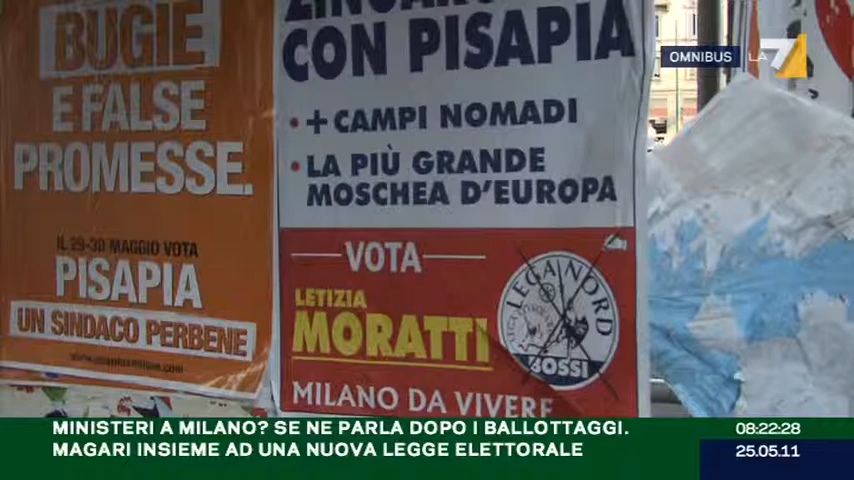 BUGIE
E FALSE
PROMESSE.
IL 29-30 MAGGIO VOTA
PISAPIA
UN SINDACO PERBENE
CON PISAPIA
• + CAMPI NOMADI
• LA PIÙ GRANDE
MOSCHEA D'EUROPA
VOTA
LETIZIA
MORATTI
MILANO DA VIVERE
LEGA NORD
BOSSI
OMNIBUS
LA7
MINISTERI A MILANO? SE NE PARLA DOPO I BALLOTTAGGI.
MAGARI INSIEME AD UNA NUOVA LEGGE ELETTORALE
08:22:28
25.05.11